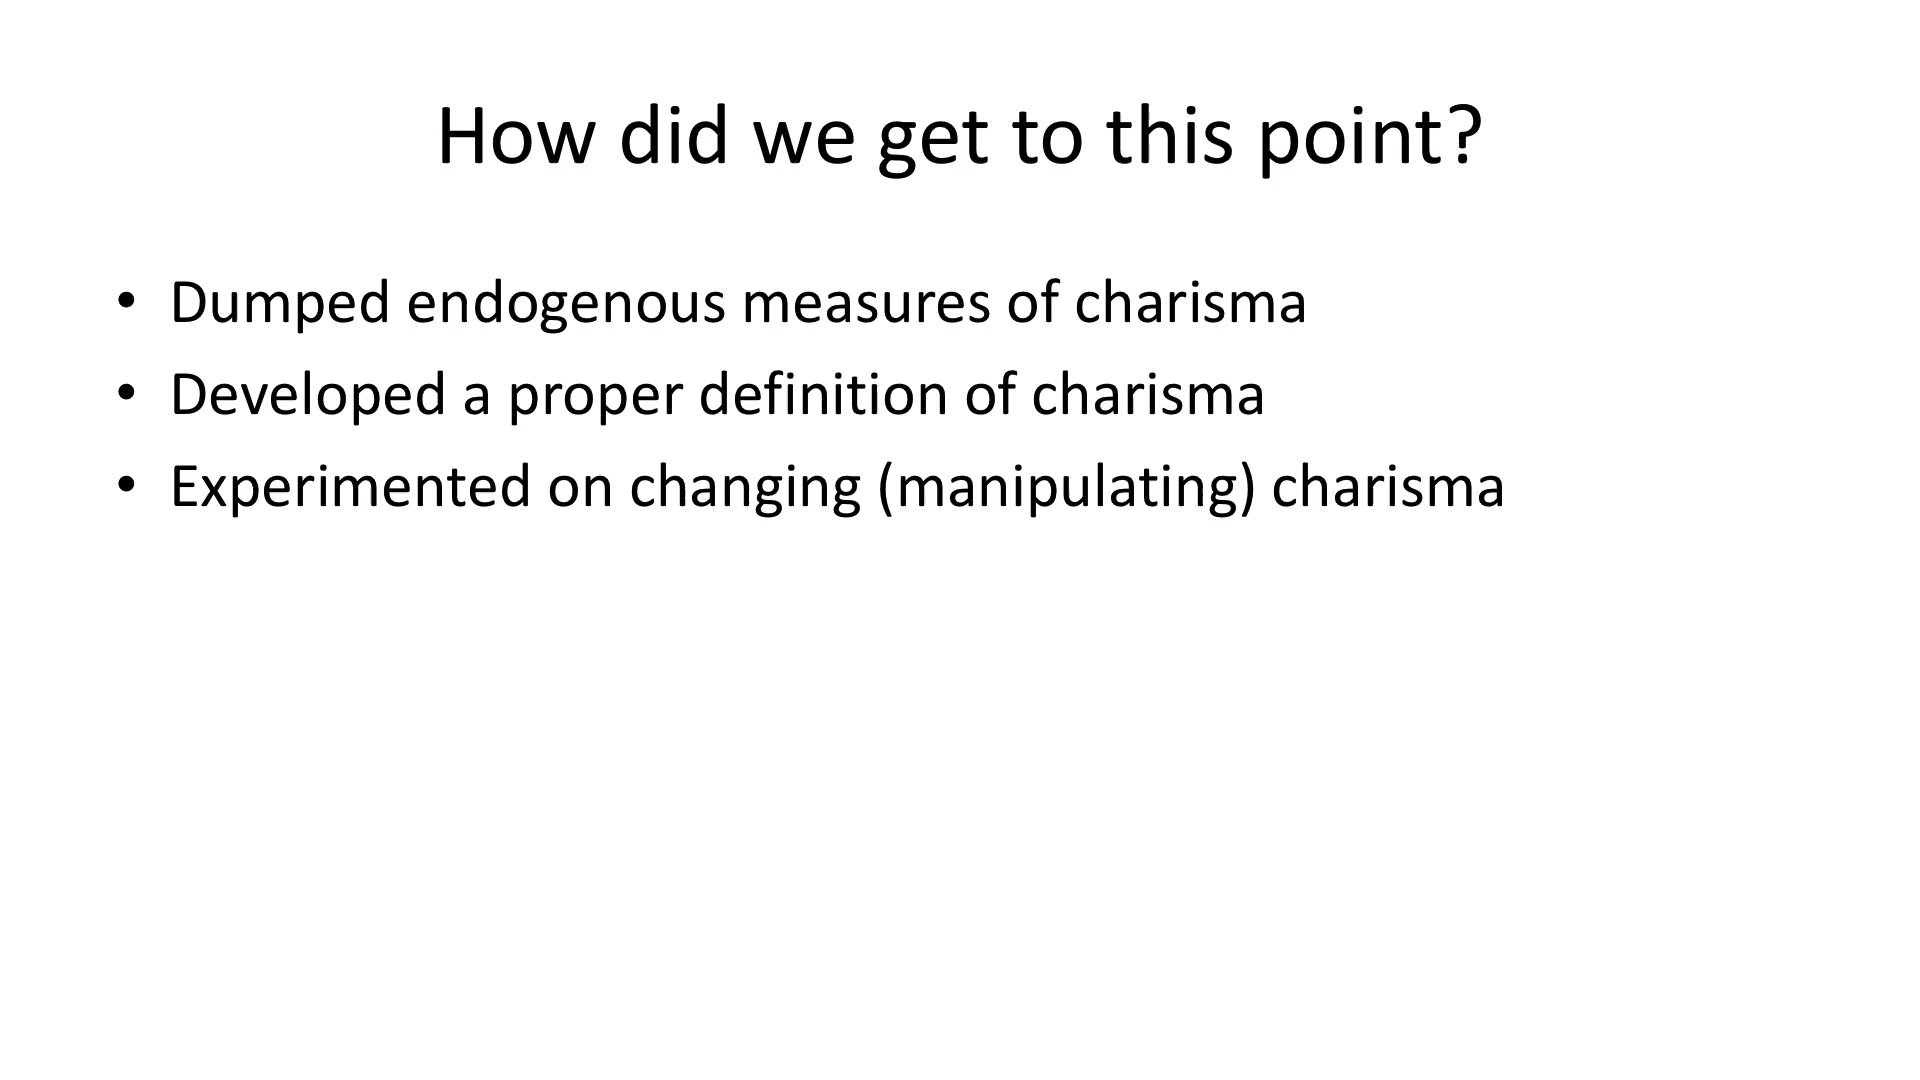 How did we get to this point?
• Dumped endogenous measures of charisma
• Developed a proper definition of charisma
• Experimented on changing (manipulating) charisma